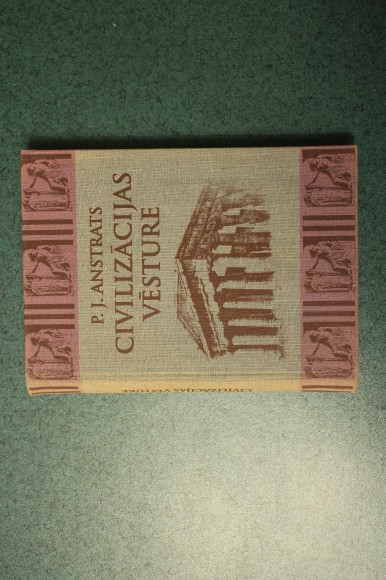 P. J. ANSTRATS
CIVILIZĀCIJAS
VĒSTURE
CIVILIZĀCIJAS VĒSTURE